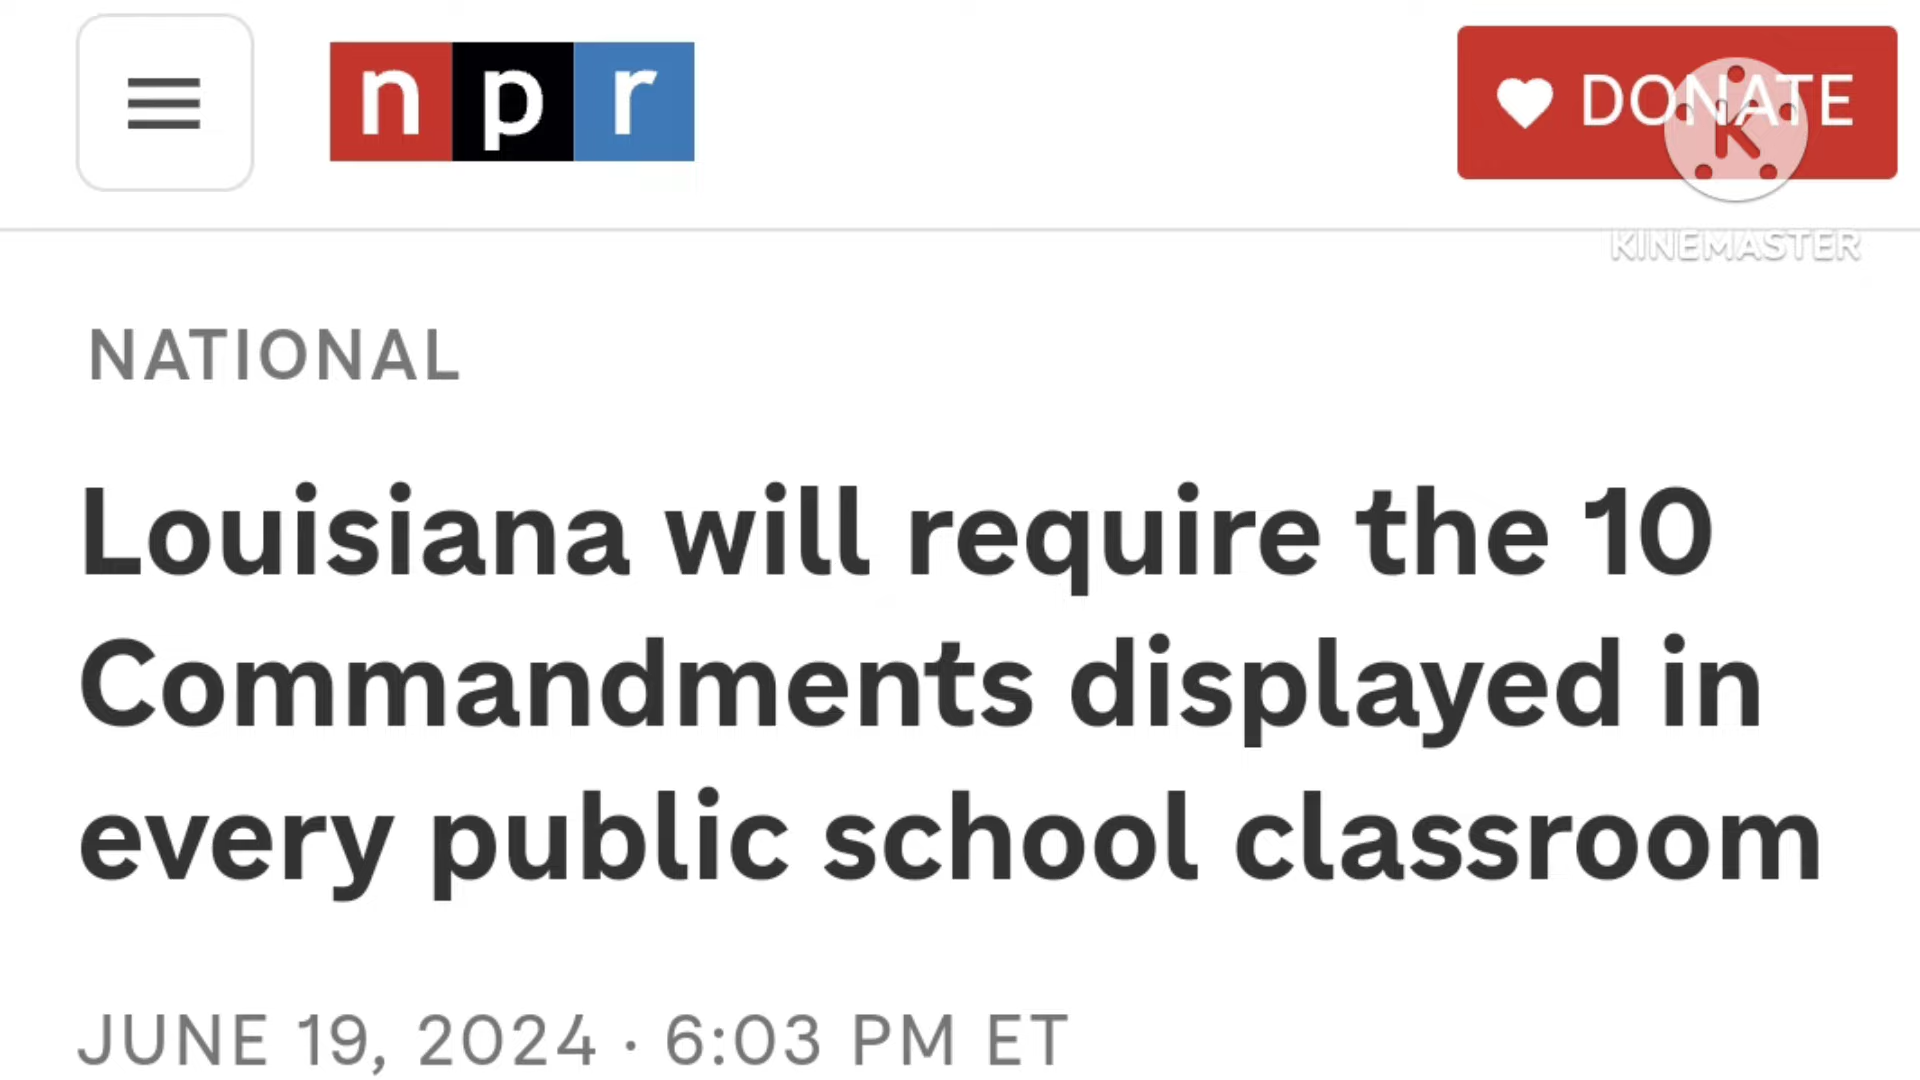 npr
DONATE
KINEMASTER
NATIONAL
Louisiana will require the 10
Commandments displayed in
every public school classroom
JUNE 19, 2024 · 6:03 PM ET